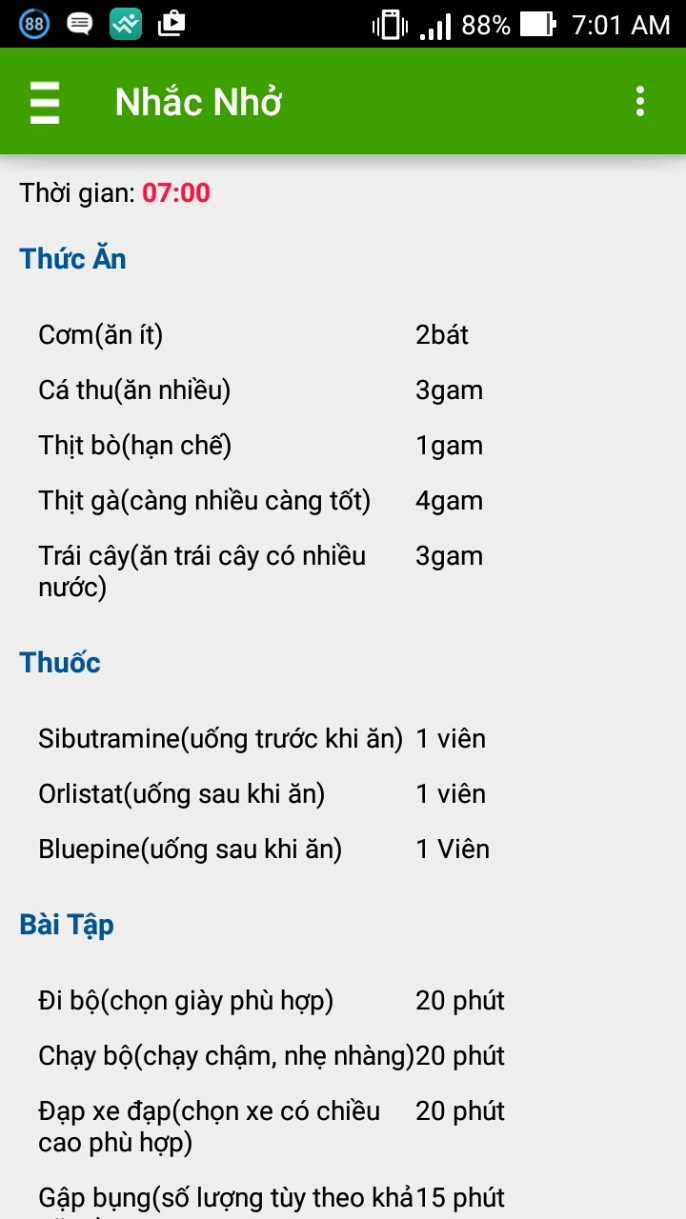 88 88% 7:01 AM
Nhắc Nhở
Thời gian: 07:00
Thức Ăn
Cơm(ăn ít) 2bát
Cá thu(ăn nhiều) 3gam
Thịt bò(hạn chế) 1gam
Thịt gà(càng nhiều càng tốt) 4gam
Trái cây(ăn trái cây có nhiều 3gam
nước)
Thuốc
Sibutramine(uống trước khi ăn) 1 viên
Orlistat(uống sau khi ăn) 1 viên
Bluepine(uống sau khi ăn) 1 Viên
Bài Tập
Đi bộ(chọn giày phù hợp) 20 phút
Chạy bộ(chạy chậm, nhẹ nhàng)20 phút
Đạp xe đạp(chọn xe có chiều 20 phút
cao phù hợp)
Gập bụng(số lượng tùy theo khả15 phút